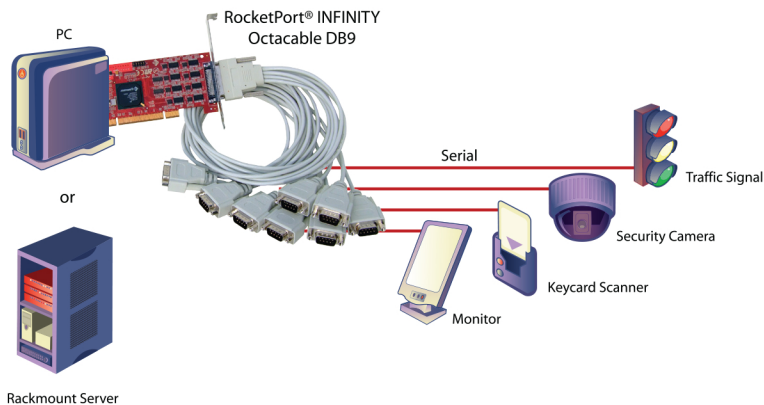 RocketPort® INFINITY
Octacable DB9
PC
Serial
Traffic Signal
or
Security Camera
Keycard Scanner
Monitor
Rackmount Server